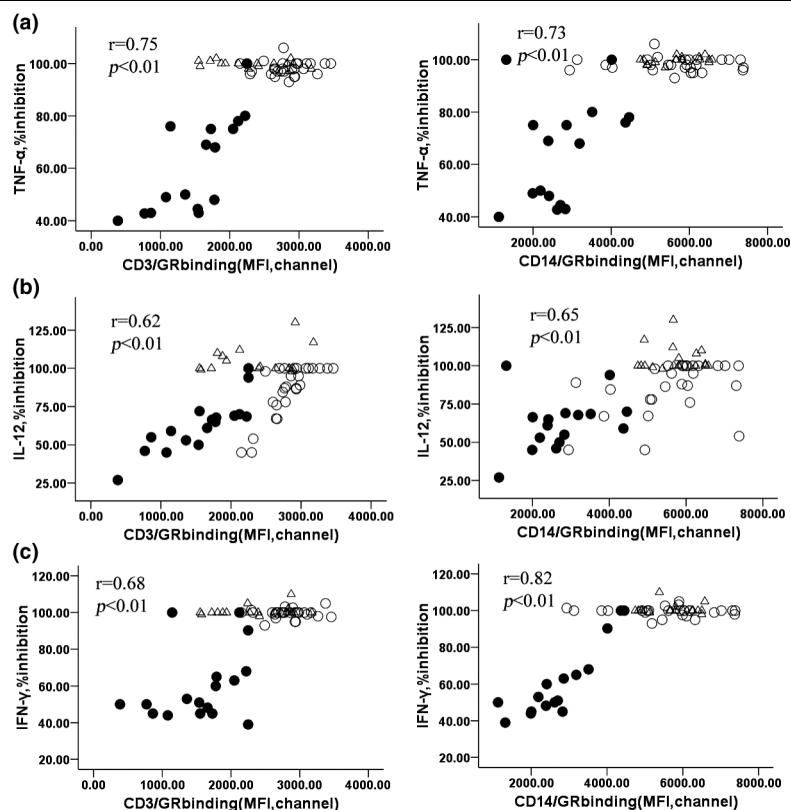 (a)
r=0.75
p<0.01
TNF-α,%inhibition
100.00
80.00
60.00
40.00
0.00 1000.00 2000.00 3000.00 4000.00
CD3/GRbinding(MFI,channel)
r=0.73
p<0.01
TNF-α,%inhibition
100.00
80.00
60.00
40.00
2000.00 4000.00 6000.00 8000.00
CD14/GRbinding(MFI,channel)
(b)
r=0.62
p<0.01
IL-12,%inhibition
125.00
100.00
75.00
50.00
25.00
0.00 1000.00 2000.00 3000.00 4000.00
CD3/GRbinding(MFI,channel)
r=0.65
p<0.01
IL-12,%inhibition
125.00
100.00
75.00
50.00
25.00
2000.00 4000.00 6000.00 8000.00
CD14/GRbinding(MFI,channel)
(c)
r=0.68
p<0.01
IFN-γ,%inhibition
120.00
100.00
80.00
60.00
40.00
20.00
0.00 1000.00 2000.00 3000.00 4000.00
CD3/GRbinding(MFI,channel)
r=0.82
p<0.01
IFN-γ,%inhibition
120.00
100.00
80.00
60.00
40.00
20.00
2000.00 4000.00 6000.00 8000.00
CD14/GRbinding(MFI,channel)